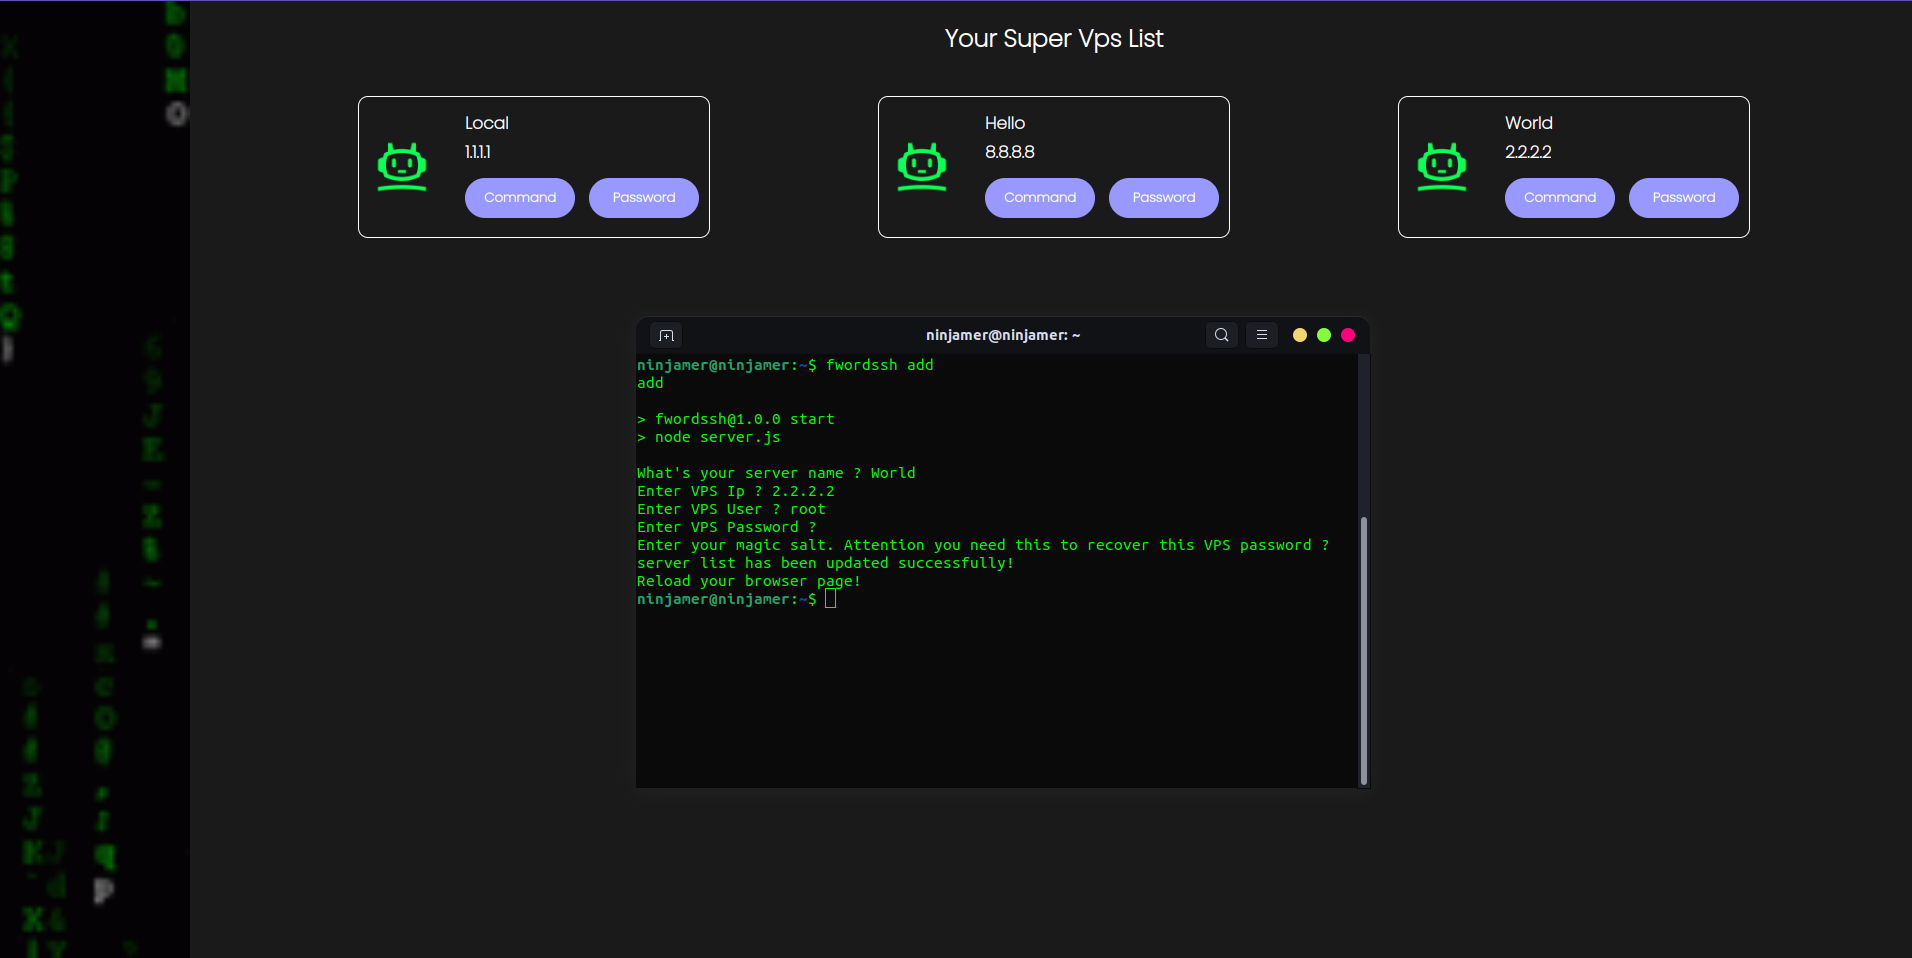 Your Super Vps List
Local
1.1.1.1
Command Password
Hello
8.8.8.8
Command Password
World
2.2.2.2
Command Password
ninjamer@ninjamer: ~
ninjamer@ninjamer:~$ fwordssh add
add
> fwordssh@1.0.0 start
> node server.js
What's your server name ? World
Enter VPS Ip ? 2.2.2.2
Enter VPS User ? root
Enter VPS Password ?
Enter your magic salt. Attention you need this to recover this VPS password ?
server list has been updated successfully!
Reload your browser page!
ninjamer@ninjamer:~$